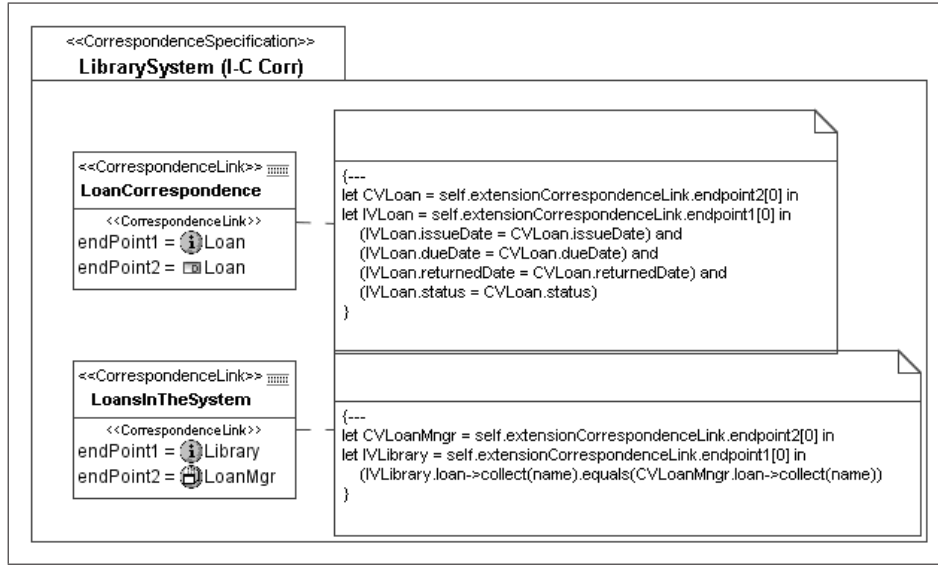 <<CorrespondenceSpecification>>
LibrarySystem (I-C Corr)
<<CorrespondenceLink>>
LoanCorrespondence
<<CorrespondenceLink>>
endPoint1 = Loan
endPoint2 = Loan
{---
let CVLoan = self.extensionCorrespondenceLink.endpoint2[0] in
let IVLoan = self.extensionCorrespondenceLink.endpoint1[0] in
(IVLoan.issueDate = CVLoan.issueDate) and
(IVLoan.dueDate = CVLoan.dueDate) and
(IVLoan.returnedDate = CVLoan.returnedDate) and
(IVLoan.status = CVLoan.status)
}
<<CorrespondenceLink>>
LoansInTheSystem
<<CorrespondenceLink>>
endPoint1 = Library
endPoint2 = LoanMgr
{---
let CVLoanMngr = self.extensionCorrespondenceLink.endpoint2[0] in
let IVLibrary = self.extensionCorrespondenceLink.endpoint1[0] in
(IVLibrary.loan->collect(name).equals(CVLoanMngr.loan->collect(name))
}